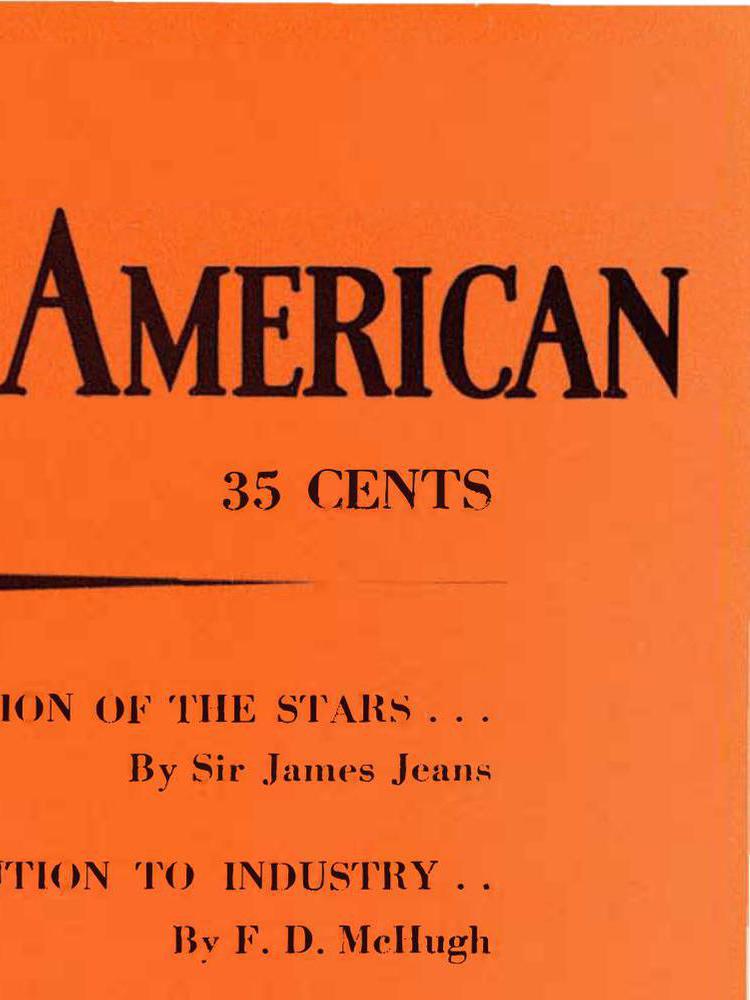 AMERICAN
35 CENTS
ION OF THE STARS . . .
By Sir James Jeans
TION TO INDUSTRY . .
By F. D. McHugh